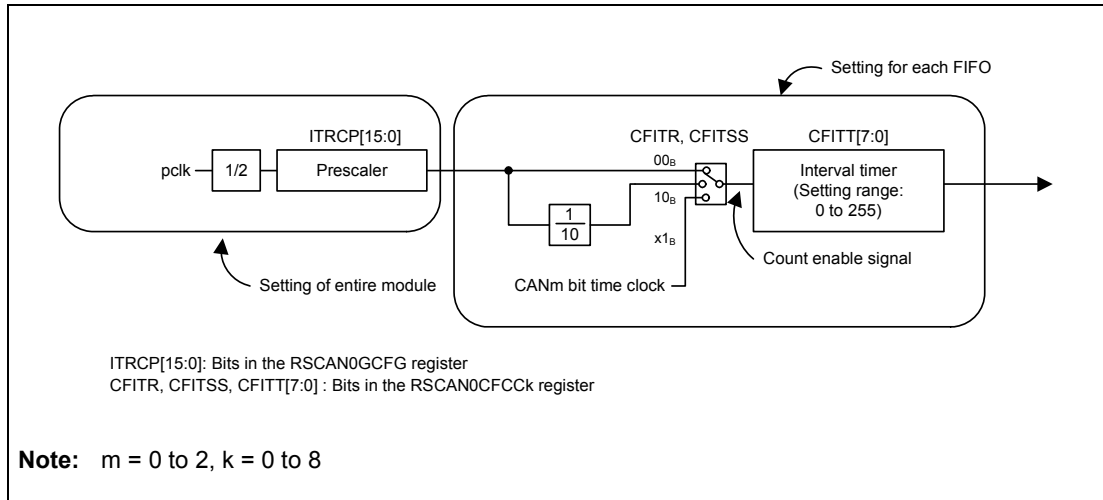 Setting for each FIFO
ITRCP[15:0]
CFITR, CFITSS
CFITT[7:0]
pclk
1/2
Prescaler
00B
Interval timer
(Setting range:
0 to 255)
10B
1
10
x1B
Count enable signal
Setting of entire module
CANm bit time clock
ITRCP[15:0]: Bits in the RSCAN0GCFG register
CFITR, CFITSS, CFITT[7:0] : Bits in the RSCAN0CFCCk register
Note: m = 0 to 2, k = 0 to 8